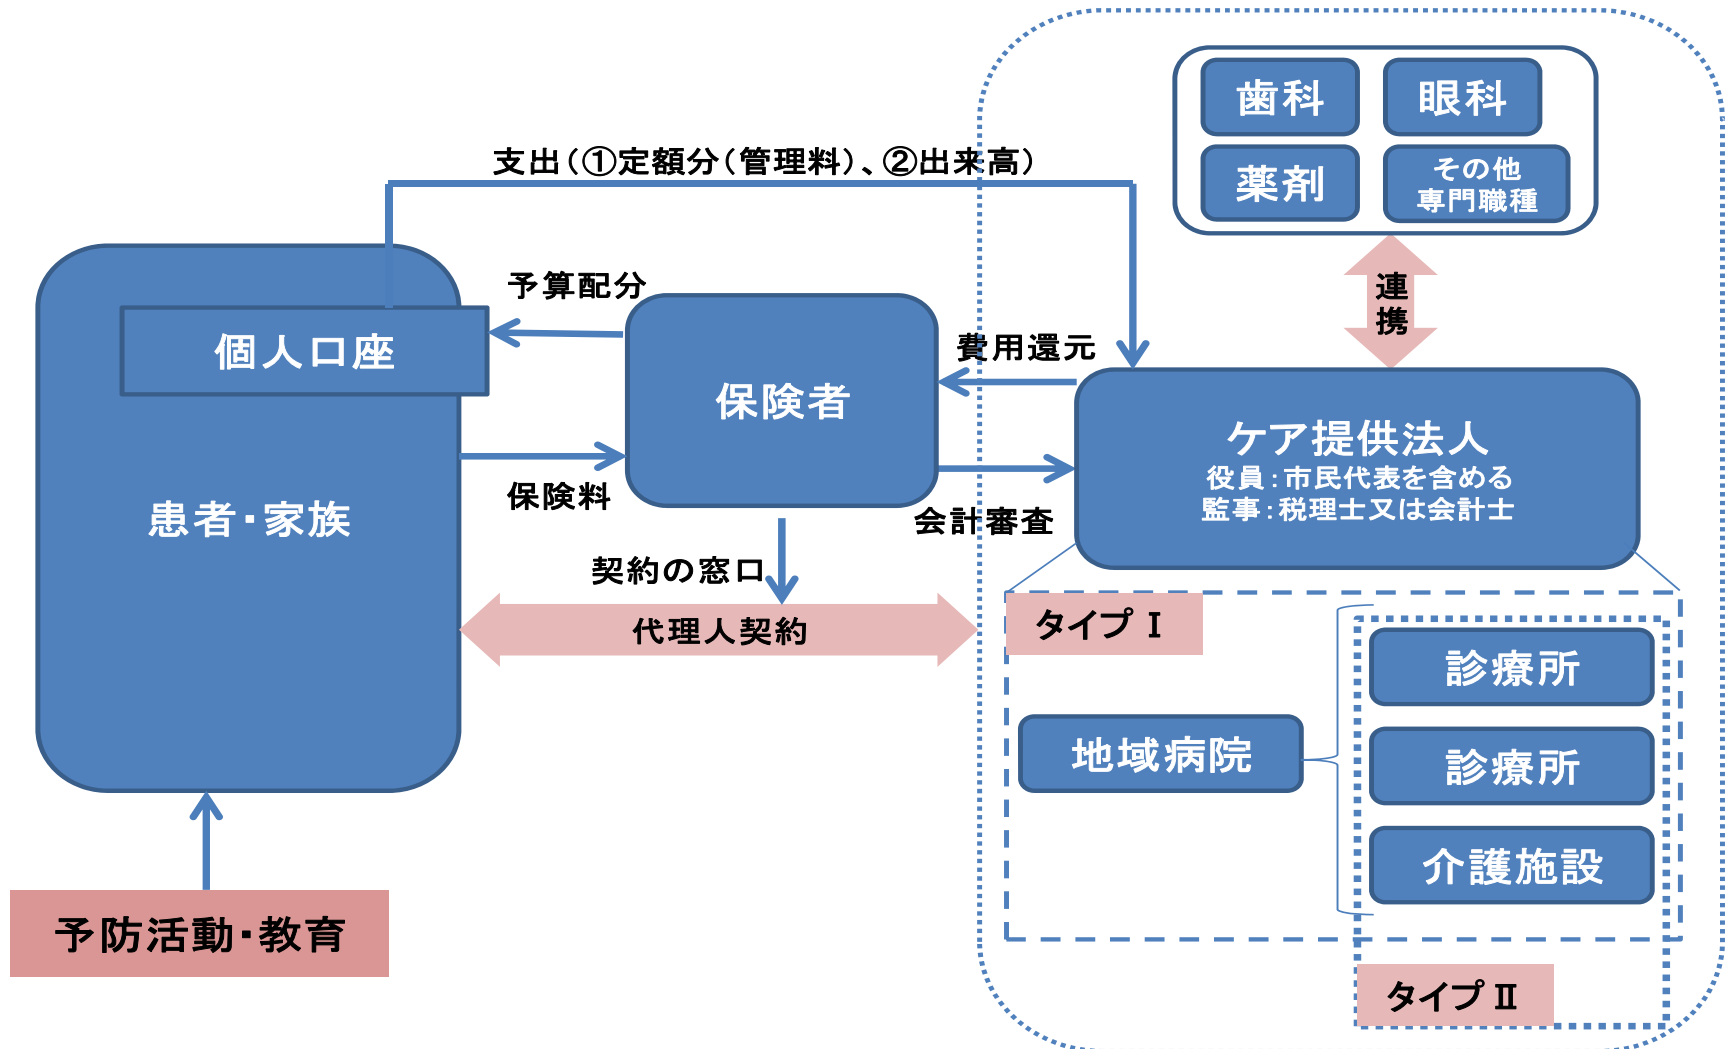 歯科
眼科
薬剤
その他
専門職種
支出（①定額分（管理料）、②出来高）
連
携
予算配分
個人口座
費用還元
保険者
ケア提供法人
役員：市民代表を含める
監事：税理士又は会計士
保険料
患者・家族
会計審査
契約の窓口
代理人契約
タイプⅠ
診療所
地域病院
診療所
介護施設
予防活動・教育
タイプⅡ